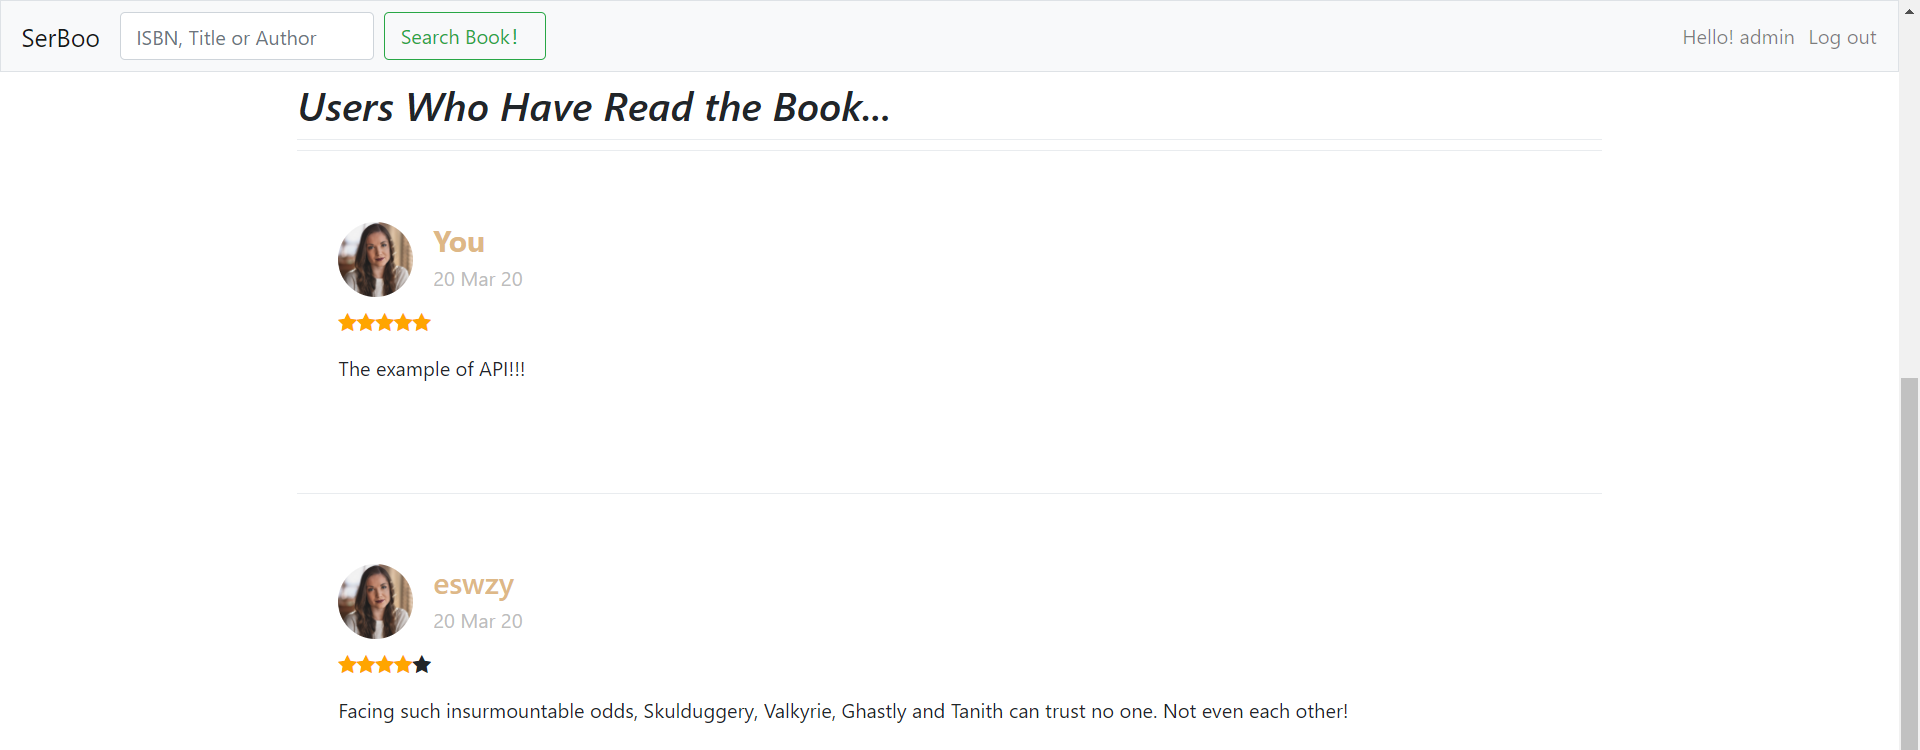 SerBoo ISBN, Title or Author Search Book! Hello! admin Log out
Users Who Have Read the Book...
You
20 Mar 20
The example of API!!!
eswzy
20 Mar 20
Facing such insurmountable odds, Skulduggery, Valkyrie, Ghastly and Tanith can trust no one. Not even each other!